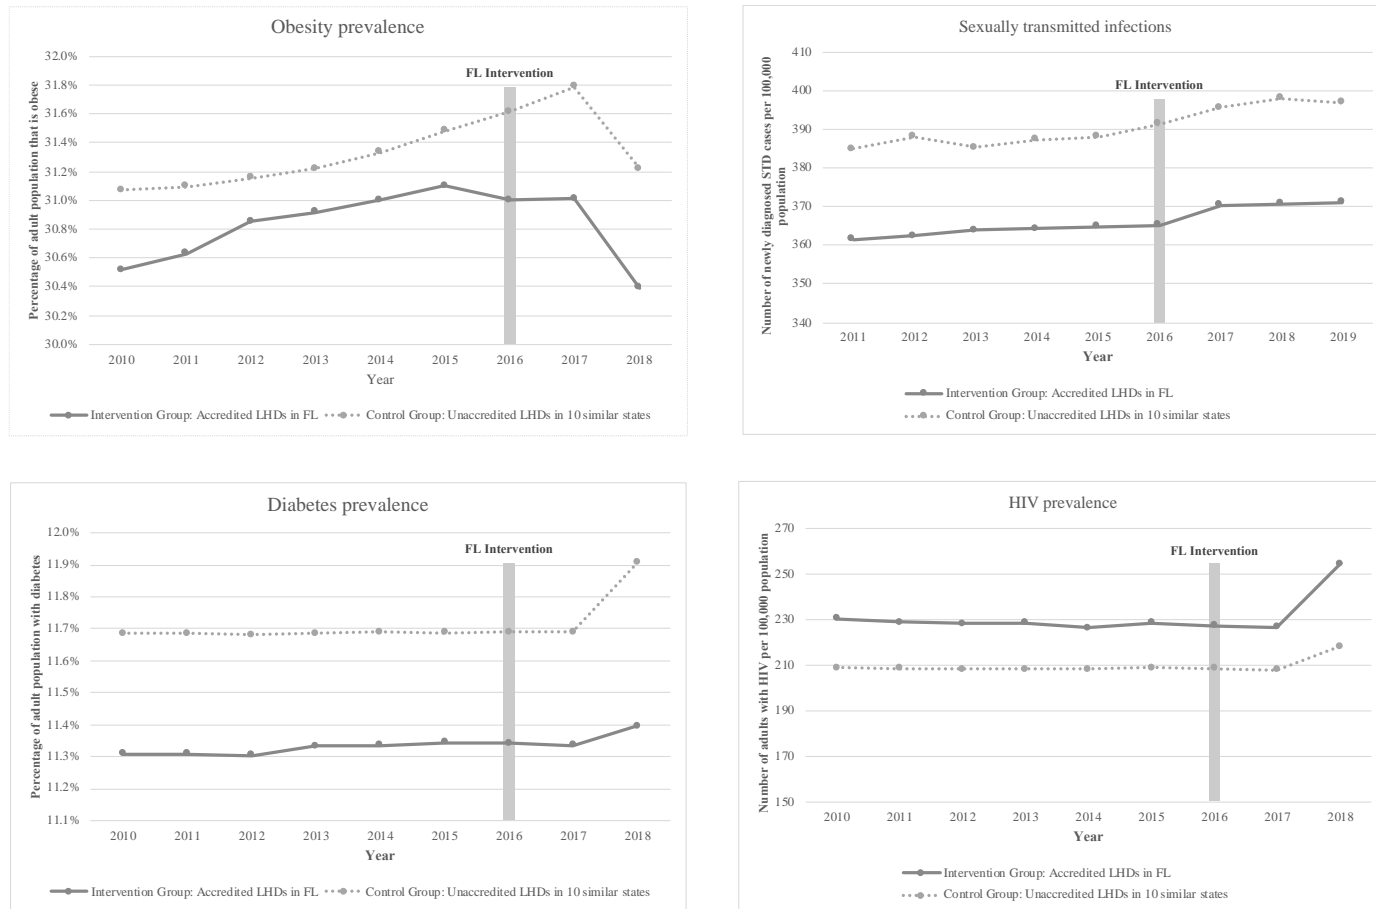 Obesity prevalence
Percentage of adult population that is obese
32.0%
31.8%
31.6%
31.4%
31.2%
31.0%
30.8%
30.6%
30.4%
30.2%
30.0%
FL Intervention
2010 2011 2012 2013 2014 2015 2016 2017 2018
Year
Intervention Group: Accredited LHDs in FL Control Group: Unaccredited LHDs in 10 similar states
Sexually transmitted infections
Number of newly diagnosed STD cases per 100,000
population
410
400
390
380
370
360
350
340
FL Intervention
2011 2012 2013 2014 2015 2016 2017 2018 2019
Year
Intervention Group: Accredited LHDs in FL
Control Group: Unaccredited LHDs in 10 similar states
Diabetes prevalence
Percentage of adult population with diabetes
12.0%
11.9%
11.8%
11.7%
11.6%
11.5%
11.4%
11.3%
11.2%
11.1%
FL Intervention
2010 2011 2012 2013 2014 2015 2016 2017 2018
Year
Intervention Group: Accredited LHDs in FL Control Group: Unaccredited LHDs in 10 similar states
HIV prevalence
Number of adults with HIV per 100,000 population
270
250
230
210
190
170
150
FL Intervention
2010 2011 2012 2013 2014 2015 2016 2017 2018
Year
Intervention Group: Accredited LHDs in FL
Control Group: Unaccredited LHDs in 10 similar states